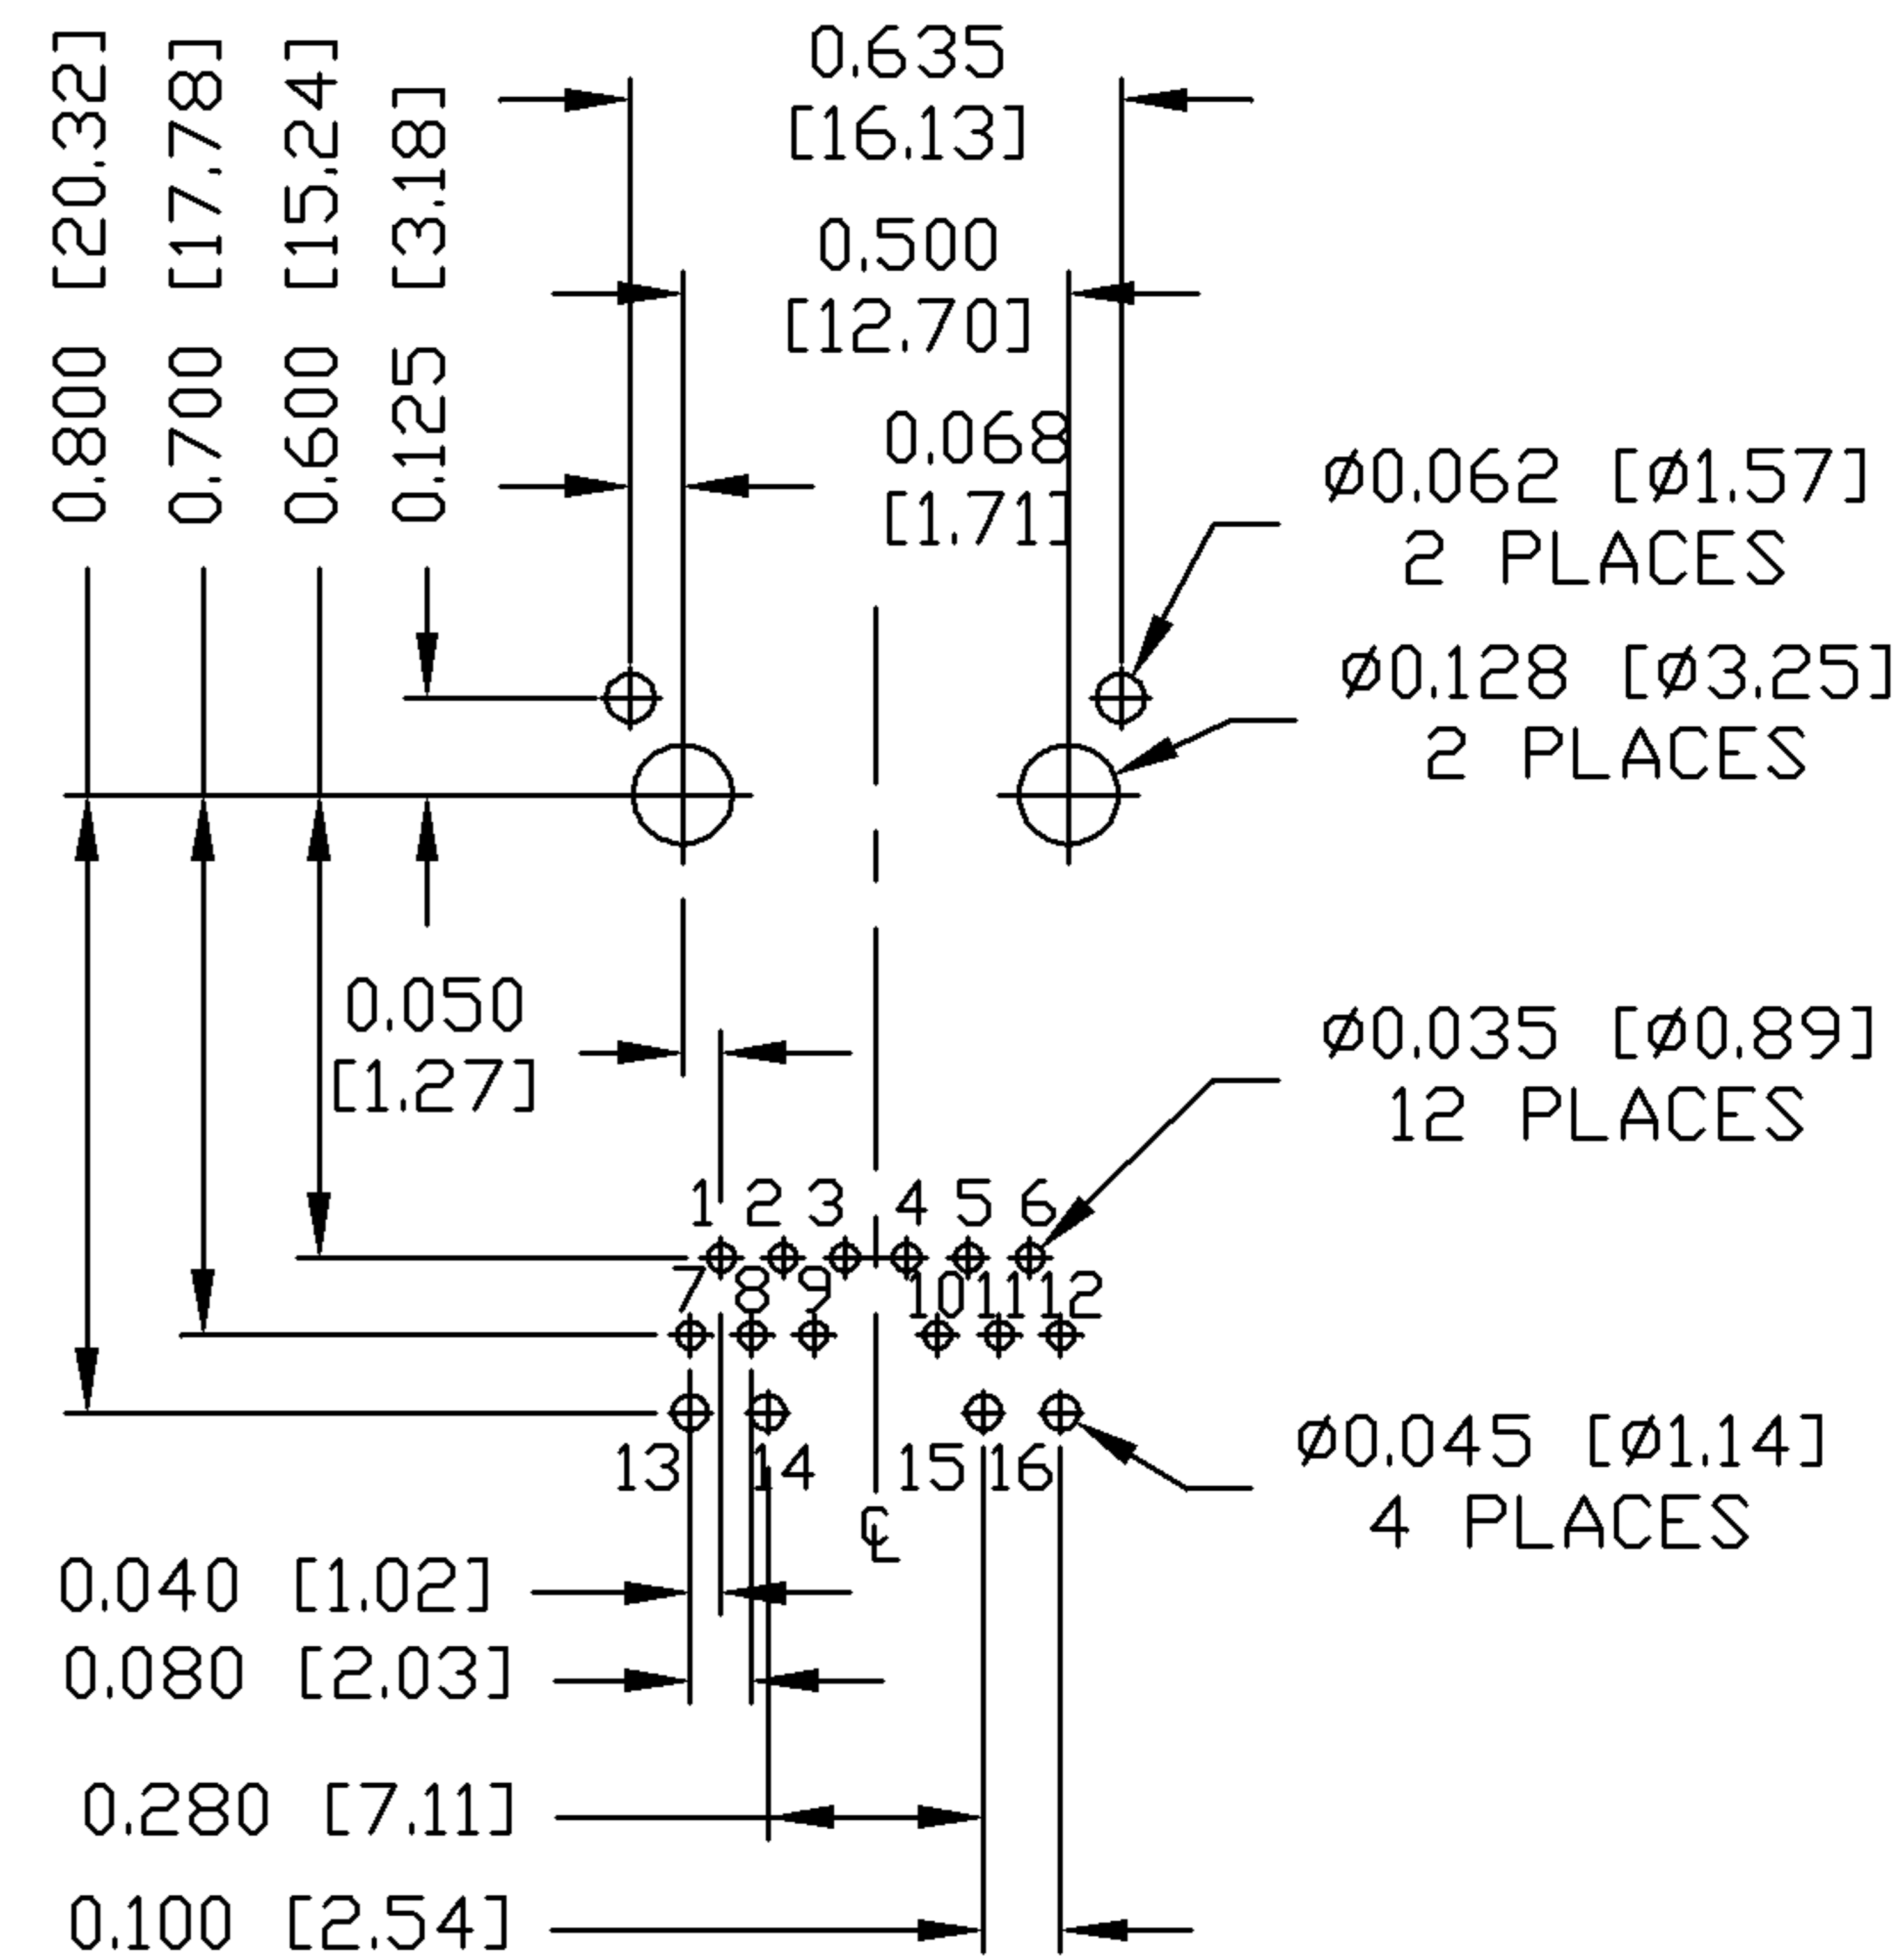 0.800 [20.32]
0.700 [17.78]
0.600 [15.24]
0.125 [3.18]
0.635
[16.13]
0.500
[12.70]
0.068
[1.71]
Ø0.062 [Ø1.57]
2 PLACES
Ø0.128 [Ø3.25]
2 PLACES
0.050
[1.27]
Ø0.035 [Ø0.89]
12 PLACES
1 2 3 4 5 6
7 8 9 10 11 12
13 14 15 16
Ø0.045 [Ø1.14]
4 PLACES
℄
0.040 [1.02]
0.080 [2.03]
0.280 [7.11]
0.100 [2.54]